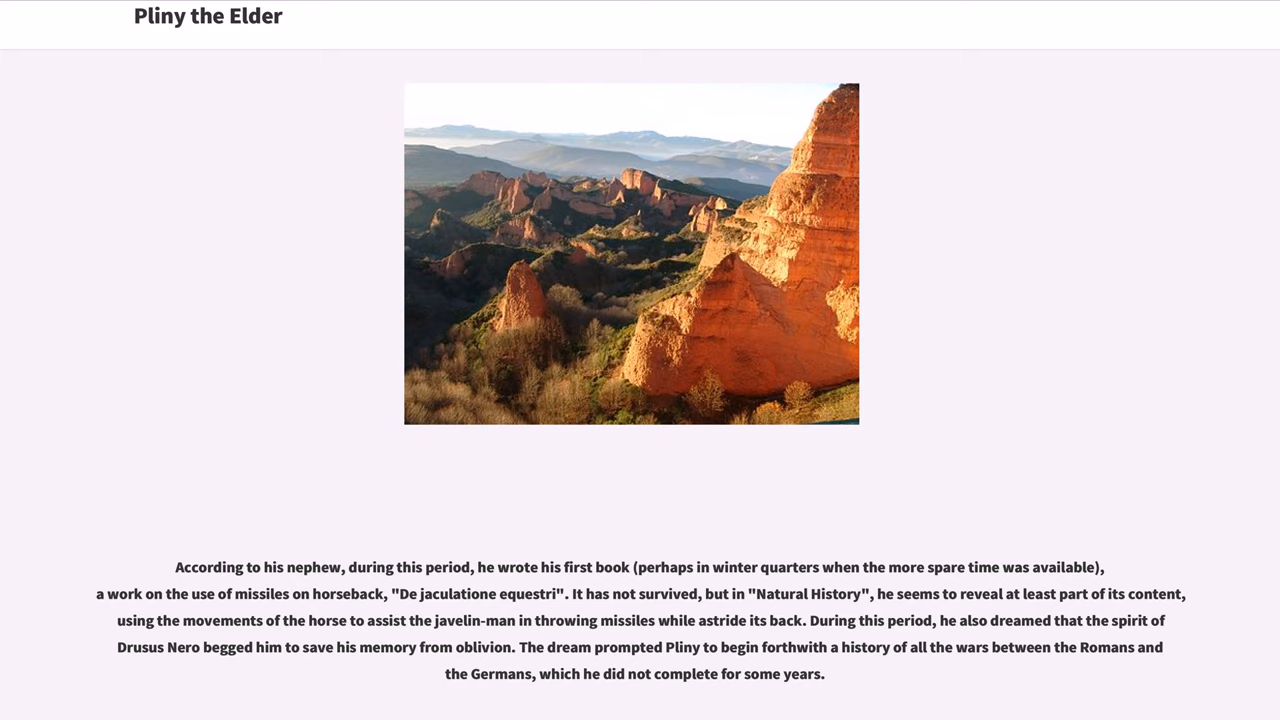 Pliny the Elder
According to his nephew, during this period, he wrote his first book (perhaps in winter quarters when the more spare time was available),
a work on the use of missiles on horseback, "De jaculatione equestri". It has not survived, but in "Natural History", he seems to reveal at least part of its content,
using the movements of the horse to assist the javelin-man in throwing missiles while astride its back. During this period, he also dreamed that the spirit of
Drusus Nero begged him to save his memory from oblivion. The dream prompted Pliny to begin forthwith a history of all the wars between the Romans and
the Germans, which he did not complete for some years.